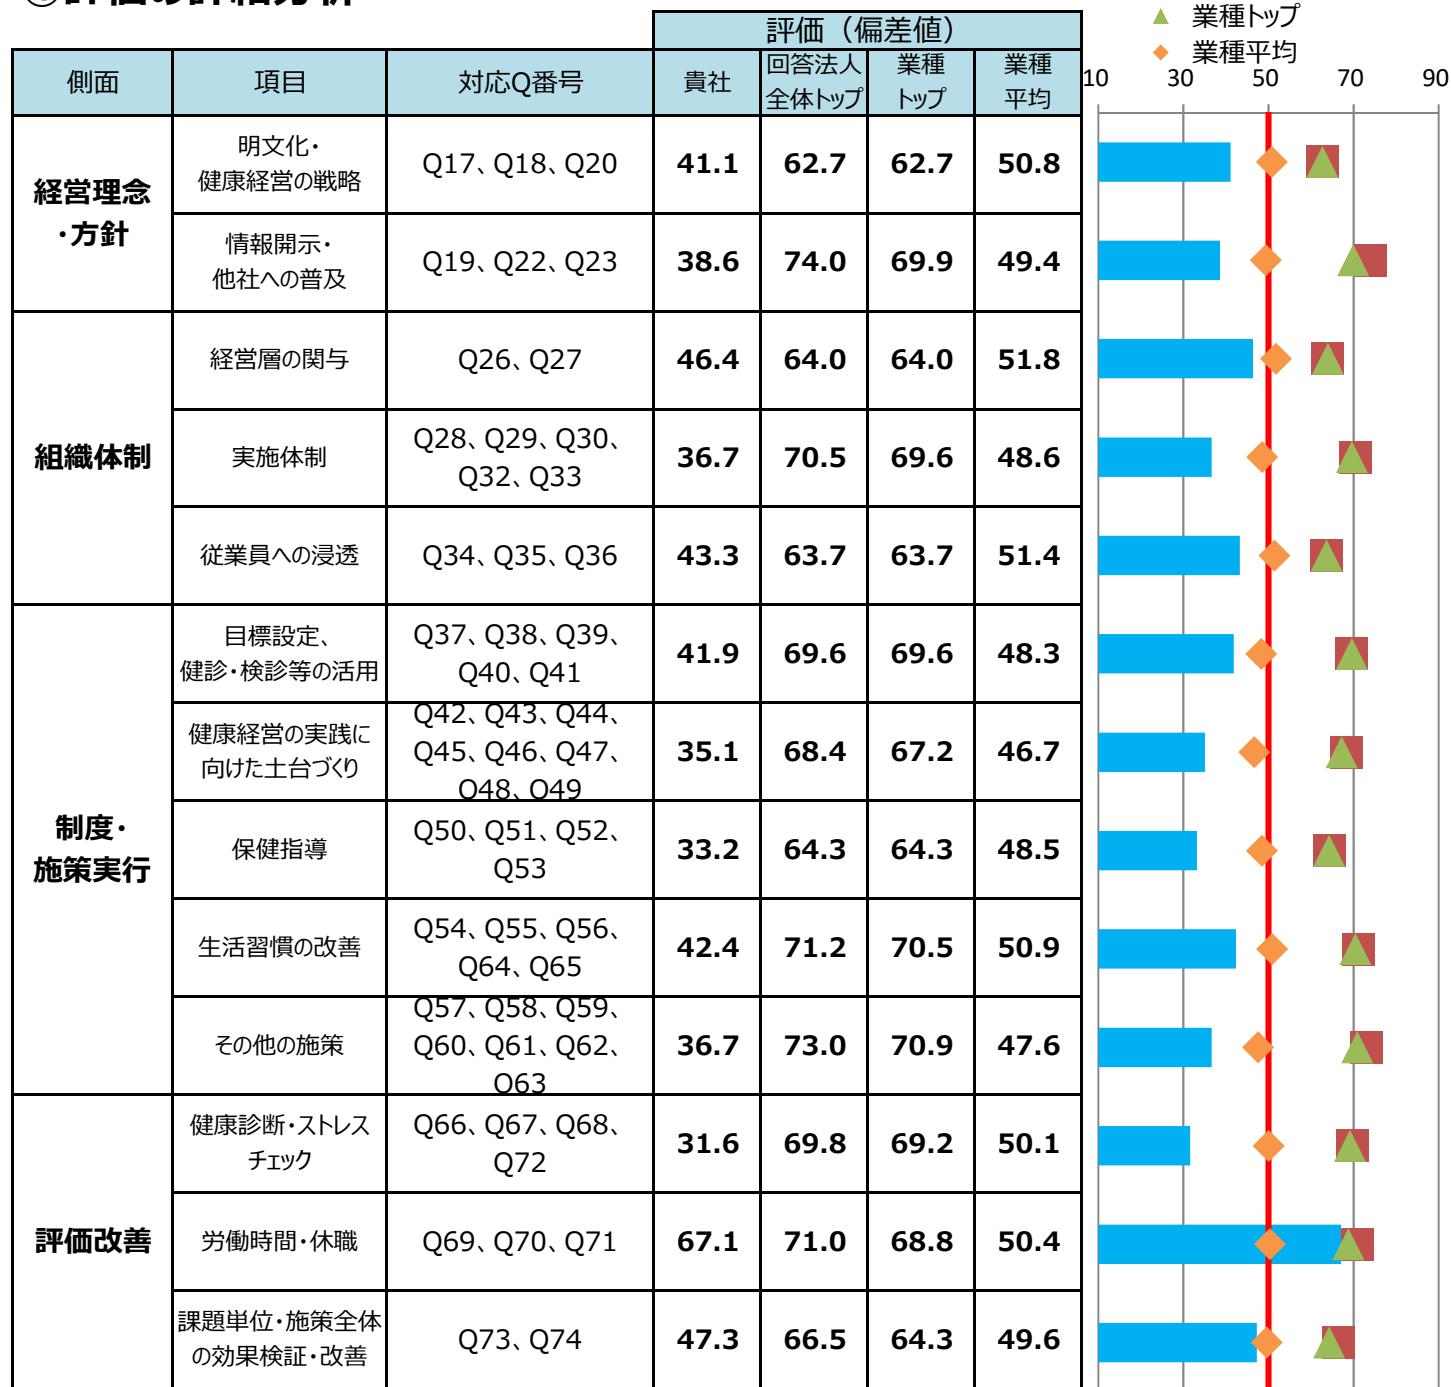 評価（偏差値）
▲ 業種トップ
◆ 業種平均
側面 項目 対応Q番号 貴社 回答法人 業種 業種
全体トップ トップ 平均
10 30 50 70 90
経営理念
・方針
明文化・
健康経営の戦略
Q17、Q18、Q20 41.1 62.7 62.7 50.8
情報開示・
他社への普及
Q19、Q22、Q23 38.6 74.0 69.9 49.4
組織体制
経営層の関与 Q26、Q27 46.4 64.0 64.0 51.8
実施体制
Q28、Q29、Q30、
Q32、Q33
36.7 70.5 69.6 48.6
従業員への浸透 Q34、Q35、Q36 43.3 63.7 63.7 51.4
制度・
施策実行
目標設定、
健診・検診等の活用
Q37、Q38、Q39、
Q40、Q41
41.9 69.6 69.6 48.3
健康経営の実践に
向けた土台づくり
Q42、Q43、Q44、
Q45、Q46、Q47、
Q48、Q49
35.1 68.4 67.2 46.7
保健指導
Q50、Q51、Q52、
Q53
33.2 64.3 64.3 48.5
生活習慣の改善
Q54、Q55、Q56、
Q64、Q65
42.4 71.2 70.5 50.9
その他の施策
Q57、Q58、Q59、
Q60、Q61、Q62、
Q63
36.7 73.0 70.9 47.6
評価改善
健康診断・ストレス
チェック
Q66、Q67、Q68、
Q72
31.6 69.8 69.2 50.1
労働時間・休職 Q69、Q70、Q71 67.1 71.0 68.8 50.4
課題単位・施策全体
の効果検証・改善
Q73、Q74 47.3 66.5 64.3 49.6